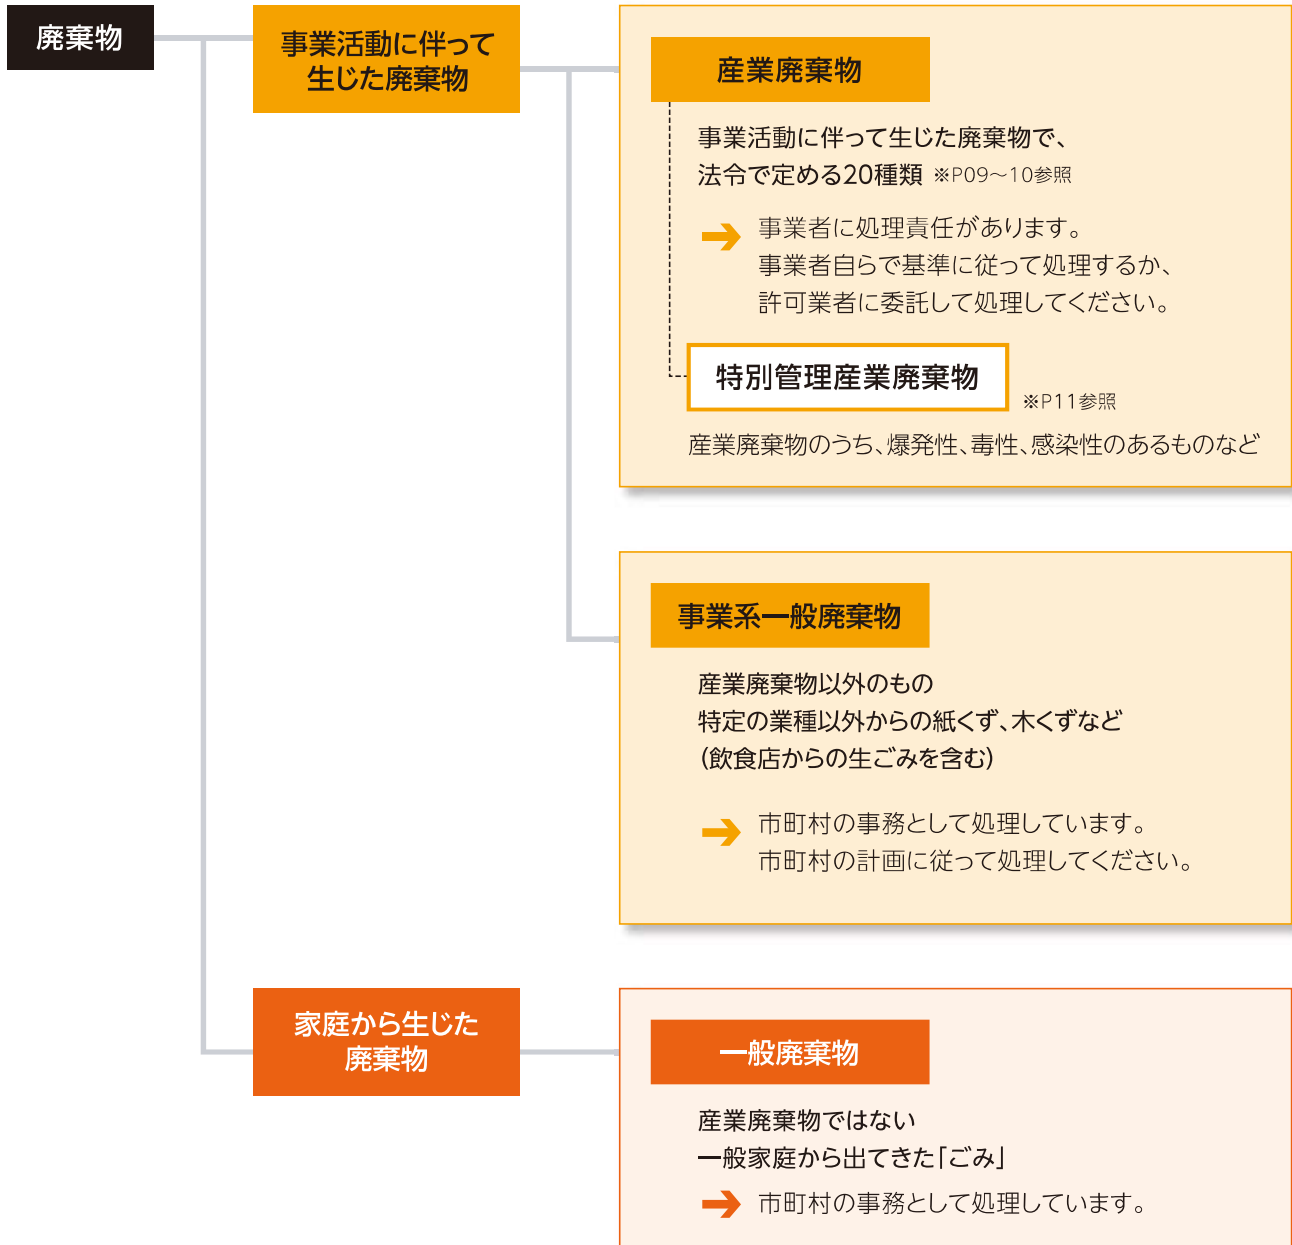 廃棄物
事業活動に伴って
生じた廃棄物
産業廃棄物
事業活動に伴って生じた廃棄物で、
法令で定める20種類 ※P09～10参照
事業者に処理責任があります。
事業者自らで基準に従って処理するか、
許可業者に委託して処理してください。
特別管理産業廃棄物
※P11参照
産業廃棄物のうち、爆発性、毒性、感染性のあるものなど
事業系一般廃棄物
産業廃棄物以外のもの
特定の業種以外からの紙くず、木くずなど
（飲食店からの生ごみを含む）
市町村の事務として処理しています。
市町村の計画に従って処理してください。
家庭から生じた
廃棄物
一般廃棄物
産業廃棄物ではない
一般家庭から出てきた「ごみ」
市町村の事務として処理しています。